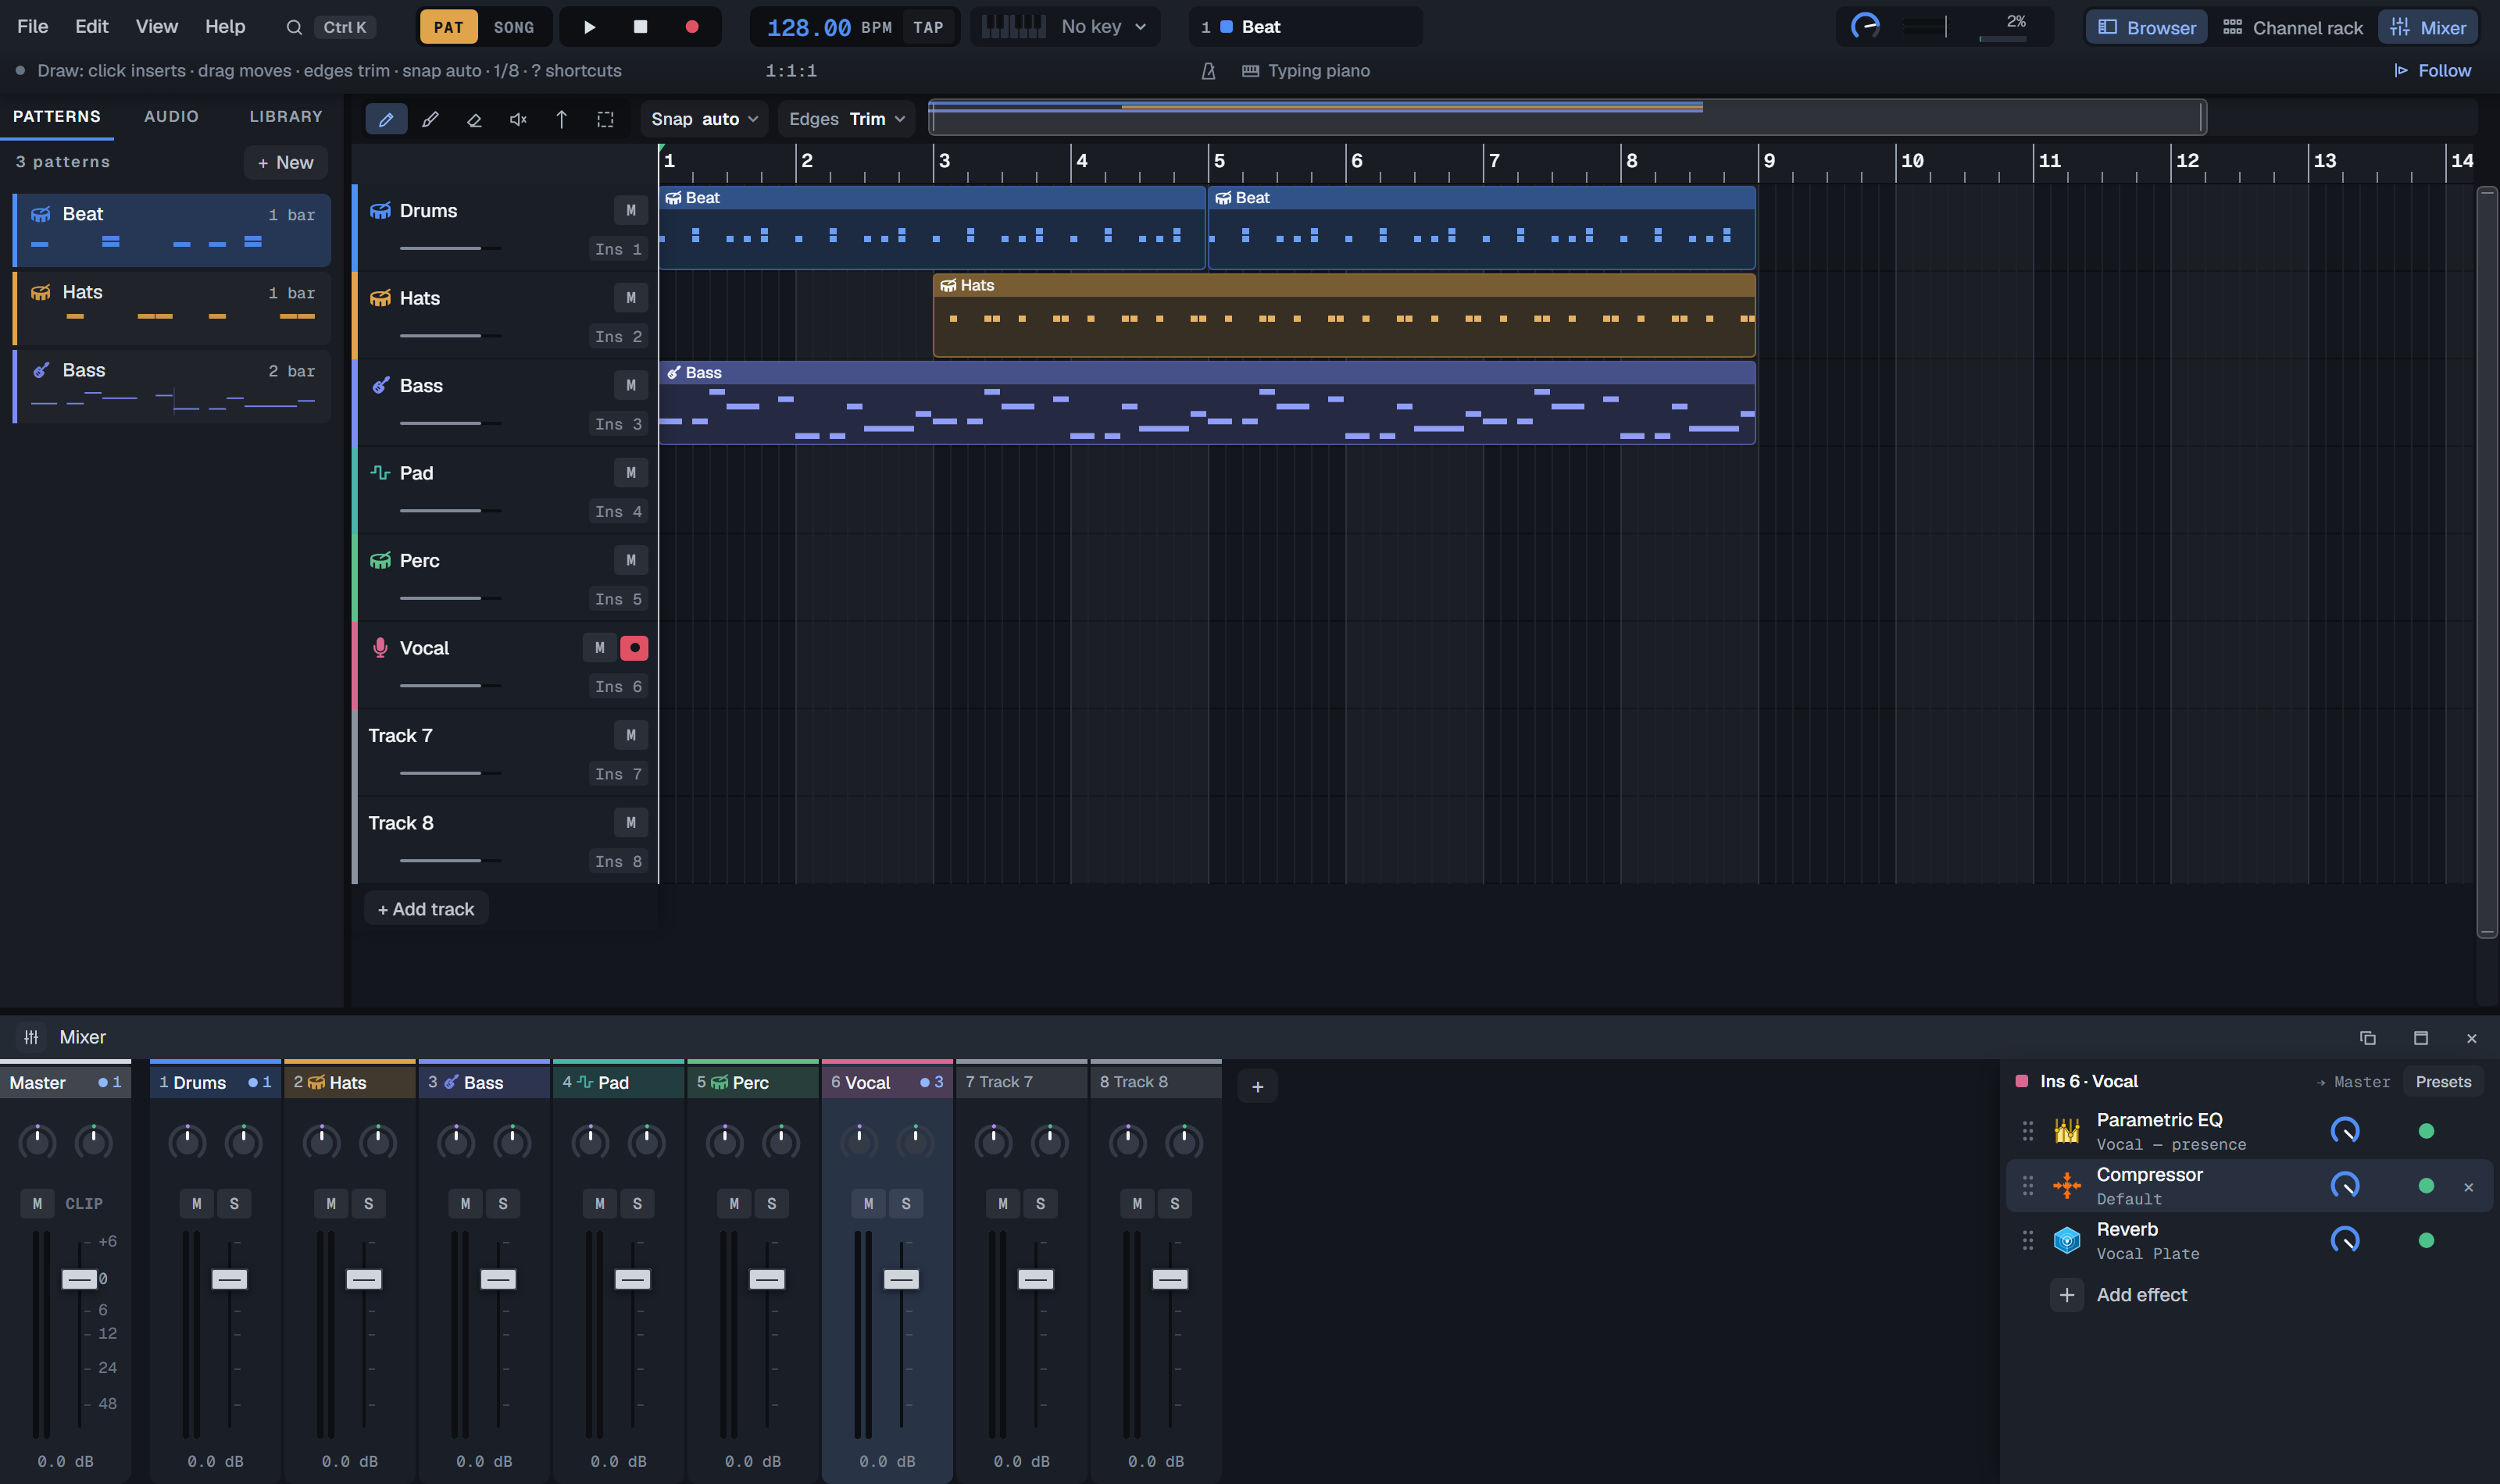 File Edit View Help Ctrl K PAT SONG 128.00 BPM TAP No key 1 Beat 2% Browser Channel rack Mixer
Draw: click inserts · drag moves · edges trim · snap auto · 1/8 · ? shortcuts 1:1:1 Typing piano Follow
PATTERNS AUDIO LIBRARY
3 patterns + New
Beat 1 bar
Hats 1 bar
Bass 2 bar
Snap auto Edges Trim
1 2 3 4 5 6 7 8 9 10 11 12 13 14
Drums M
Ins 1
Hats M
Ins 2
Bass M
Ins 3
Pad M
Ins 4
Perc M
Ins 5
Vocal M
Ins 6
Track 7 M
Ins 7
Track 8 M
Ins 8
+ Add track
Beat Beat
Hats
Bass
Mixer
Master 1 1 Drums 1 2 Hats 3 Bass 4 Pad 5 Perc 6 Vocal 3 7 Track 7 8 Track 8 +
M CLIP M S M S M S M S M S M S M S M S
+6
0
6
12
24
48
0.0 dB 0.0 dB 0.0 dB 0.0 dB 0.0 dB 0.0 dB 0.0 dB 0.0 dB 0.0 dB
Ins 6 · Vocal → Master Presets
Parametric EQ
Vocal — presence
Compressor
Default
Reverb
Vocal Plate
+ Add effect